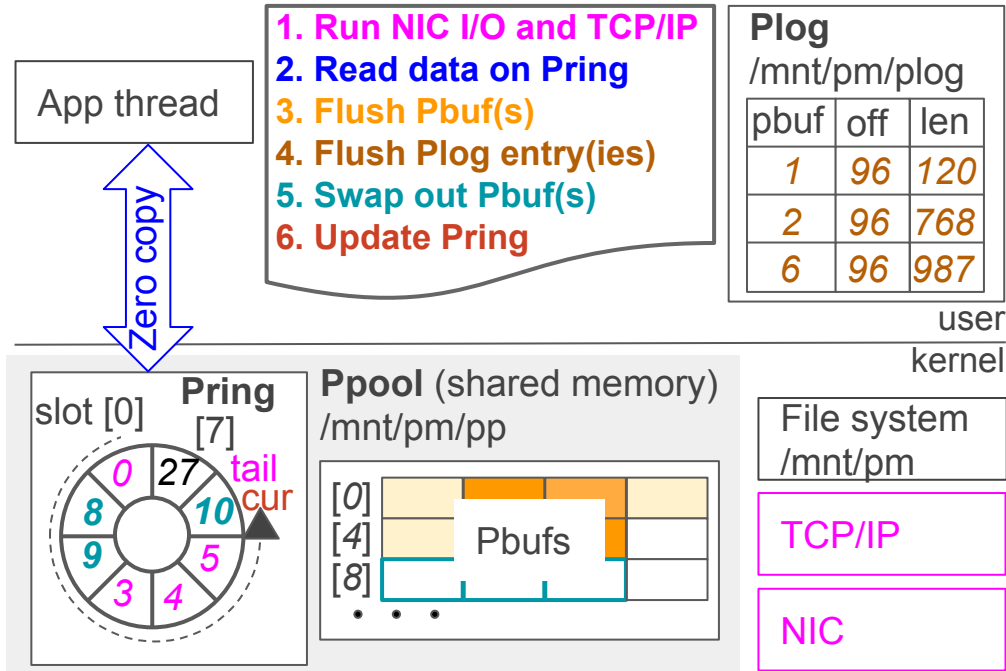 App thread
Zero copy
1. Run NIC I/O and TCP/IP
2. Read data on Pring
3. Flush Pbuf(s)
4. Flush Plog entry(ies)
5. Swap out Pbuf(s)
6. Update Pring
Plog
/mnt/pm/plog
pbuf off len
1 96 120
2 96 768
6 96 987
user
kernel
slot [0]
Pring
[7]
tail
cur
0 27
8 10
9 5
3 4
Ppool (shared memory)
/mnt/pm/pp
[0]
[4]
[8]
Pbufs
• • •
File system
/mnt/pm
TCP/IP
NIC